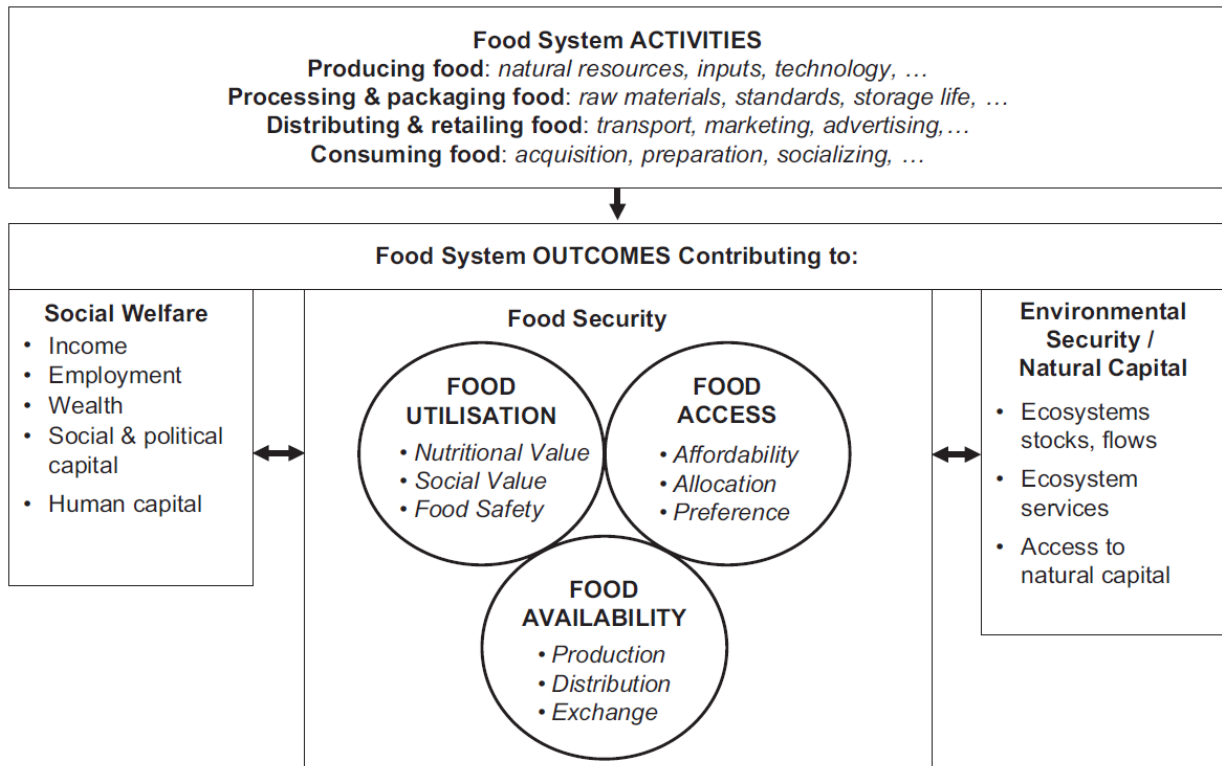 Food System ACTIVITIES
Producing food: natural resources, inputs, technology, …
Processing & packaging food: raw materials, standards, storage life, …
Distributing & retailing food: transport, marketing, advertising,…
Consuming food: acquisition, preparation, socializing, …
Food System OUTCOMES Contributing to:
Social Welfare
• Income
• Employment
• Wealth
• Social & political
capital
• Human capital
Food Security
FOOD
UTILISATION
• Nutritional Value
• Social Value
• Food Safety
FOOD
ACCESS
• Affordability
• Allocation
• Preference
FOOD
AVAILABILITY
• Production
• Distribution
• Exchange
Environmental
Security /
Natural Capital
• Ecosystems
stocks, flows
• Ecosystem
services
• Access to
natural capital